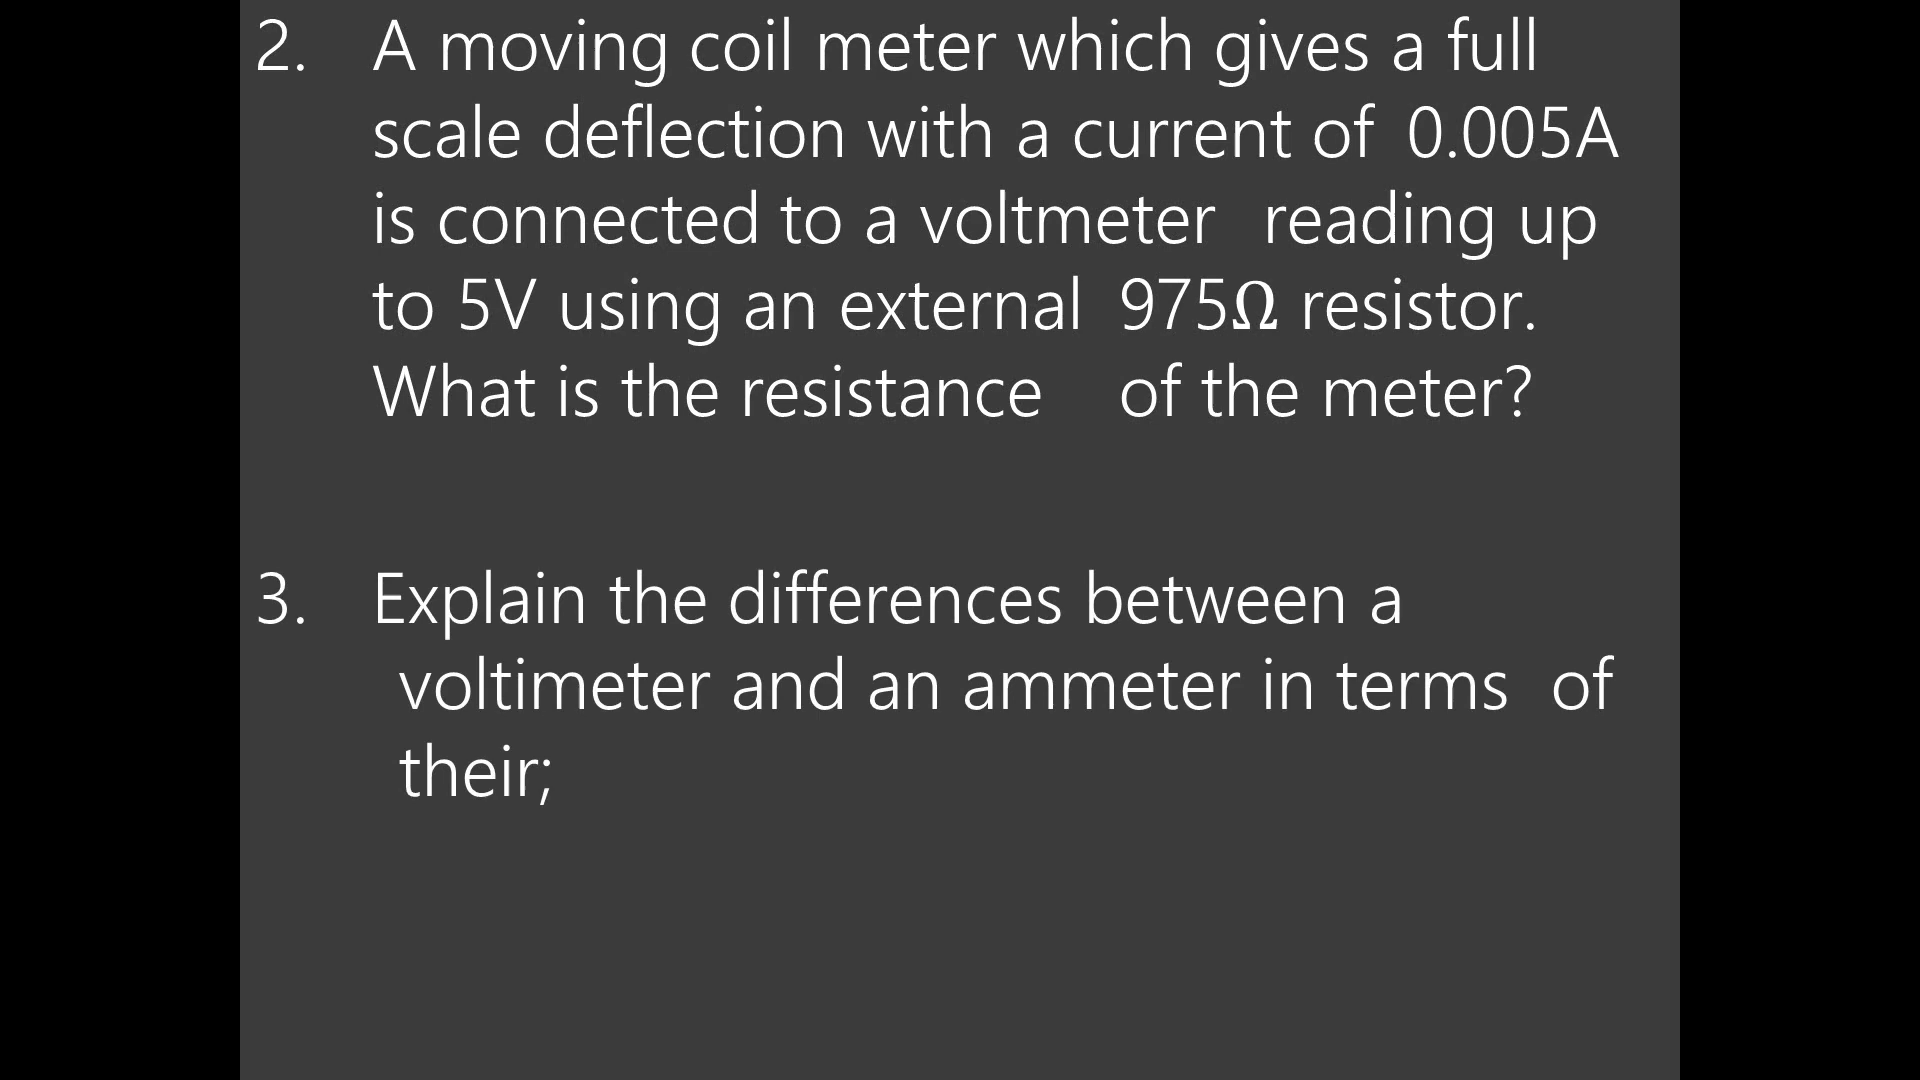 2. A moving coil meter which gives a full
scale deflection with a current of 0.005A
is connected to a voltmeter reading up
to 5V using an external 975Ω resistor.
What is the resistance of the meter?
3. Explain the differences between a
voltimeter and an ammeter in terms of
their;